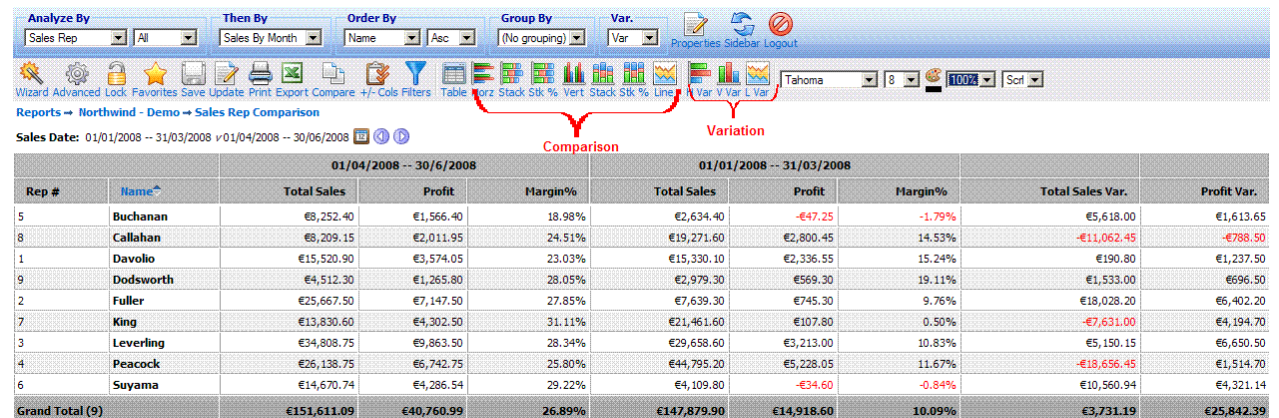 Analyze By Then By Order By Group By Var.
Sales Rep All Sales By Month Name Asc (No grouping) Var Properties Sidebar Logout
Wizard Advanced Lock Favorites Save Update Print Export Compare +/- Cols Filters Table Horz Stack Stk % Vert Stack Stk % Line H Var V Var L Var Tahoma 8 100% Scrl
Reports → Northwind - Demo → Sales Rep Comparison
Variation
Sales Date: 01/01/2008 -- 31/03/2008 v 01/04/2008 -- 30/06/2008 12
Comparison
01/04/2008 -- 30/6/2008 01/01/2008 -- 31/03/2008
Rep # Name Total Sales Profit Margin% Total Sales Profit Margin% Total Sales Var. Profit Var.
5 Buchanan €8,252.40 €1,566.40 18.98% €2,634.40 -€47.25 -1.79% €5,618.00 €1,613.65
8 Callahan €8,209.15 €2,011.95 24.51% €19,271.60 €2,800.45 14.53% -€11,062.45 -€788.50
1 Davolio €15,520.90 €3,574.05 23.03% €15,330.10 €2,336.55 15.24% €190.80 €1,237.50
9 Dodsworth €4,512.30 €1,265.80 28.05% €2,979.30 €569.30 19.11% €1,533.00 €696.50
2 Fuller €25,667.50 €7,147.50 27.85% €7,639.30 €745.30 9.76% €18,028.20 €6,402.20
7 King €13,830.60 €4,302.50 31.11% €21,461.60 €107.80 0.50% -€7,631.00 €4,194.70
3 Leverling €34,808.75 €9,863.50 28.34% €29,658.60 €3,213.00 10.83% €5,150.15 €6,650.50
4 Peacock €26,138.75 €6,742.75 25.80% €44,795.20 €5,228.05 11.67% -€18,656.45 €1,514.70
6 Suyama €14,670.74 €4,286.54 29.22% €4,109.80 -€34.60 -0.84% €10,560.94 €4,321.14
Grand Total (9) €151,611.09 €40,760.99 26.89% €147,879.90 €14,918.60 10.09% €3,731.19 €25,842.39